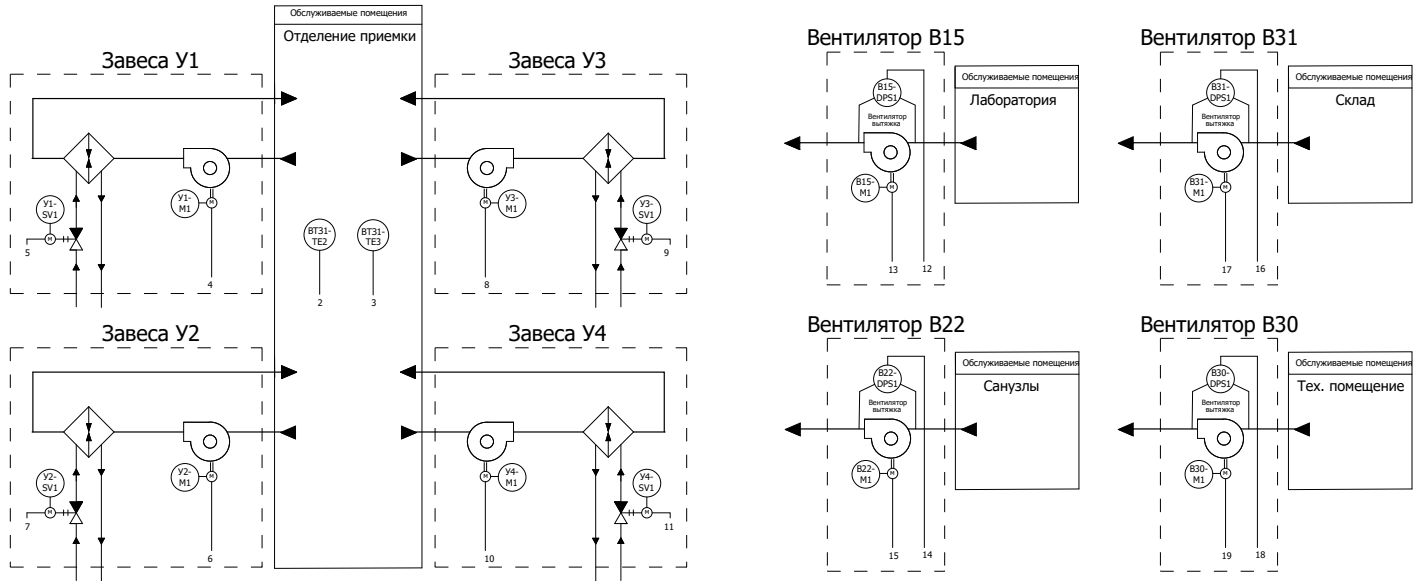 Обслуживаемые помещения
Отделение приемки
Завеса У1
У1-
SV1
М
5
У1-
М1
М
4
Завеса У3
У3-
М1
М
8
У3-
SV1
М
9
ВТ31-
ТЕ2
2
ВТ31-
ТЕ3
3
Завеса У2
У2-
SV1
М
7
У2-
М1
М
6
Завеса У4
У4-
М1
М
10
У4-
SV1
М
11
Вентилятор В15
В15-
DPS1
Вентилятор
вытяжка
В15-
М1
М
13
12
Обслуживаемые помещения
Лаборатория
Вентилятор В31
В31-
DPS1
Вентилятор
вытяжка
В31-
М1
М
17
16
Обслуживаемые помещения
Склад
Вентилятор В22
В22-
DPS1
Вентилятор
вытяжка
В22-
М1
М
15
14
Обслуживаемые помещения
Санузлы
Вентилятор В30
В30-
DPS1
Вентилятор
вытяжка
В30-
М1
М
19
18
Обслуживаемые помещения
Тех. помещение